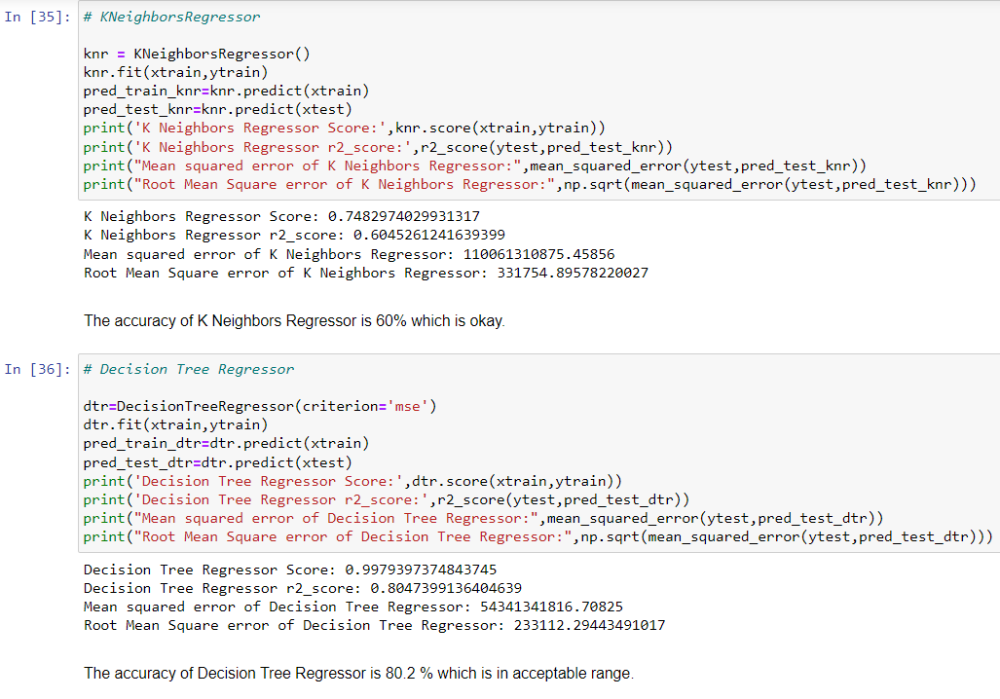 In [35]: # KNeighborsRegressor
knr = KNeighborsRegressor()
knr.fit(xtrain,ytrain)
pred_train_knr=knr.predict(xtrain)
pred_test_knr=knr.predict(xtest)
print('K Neighbors Regressor Score:',knr.score(xtrain,ytrain))
print('K Neighbors Regressor r2_score:',r2_score(ytest,pred_test_knr))
print("Mean squared error of K Neighbors Regressor:",mean_squared_error(ytest,pred_test_knr))
print("Root Mean Square error of K Neighbors Regressor:",np.sqrt(mean_squared_error(ytest,pred_test_knr)))
K Neighbors Regressor Score: 0.7482974029931317
K Neighbors Regressor r2_score: 0.6045261241639399
Mean squared error of K Neighbors Regressor: 110061310875.45856
Root Mean Square error of K Neighbors Regressor: 331754.89578220027
The accuracy of K Neighbors Regressor is 60% which is okay.
In [36]: # Decision Tree Regressor
dtr=DecisionTreeRegressor(criterion='mse')
dtr.fit(xtrain,ytrain)
pred_train_dtr=dtr.predict(xtrain)
pred_test_dtr=dtr.predict(xtest)
print('Decision Tree Regressor Score:',dtr.score(xtrain,ytrain))
print('Decision Tree Regressor r2_score:',r2_score(ytest,pred_test_dtr))
print("Mean squared error of Decision Tree Regressor:",mean_squared_error(ytest,pred_test_dtr))
print("Root Mean Square error of Decision Tree Regressor:",np.sqrt(mean_squared_error(ytest,pred_test_dtr)))
Decision Tree Regressor Score: 0.9979397374843745
Decision Tree Regressor r2_score: 0.8047399136404639
Mean squared error of Decision Tree Regressor: 54341341816.70825
Root Mean Square error of Decision Tree Regressor: 233112.29443491017
The accuracy of Decision Tree Regressor is 80.2 % which is in acceptable range.